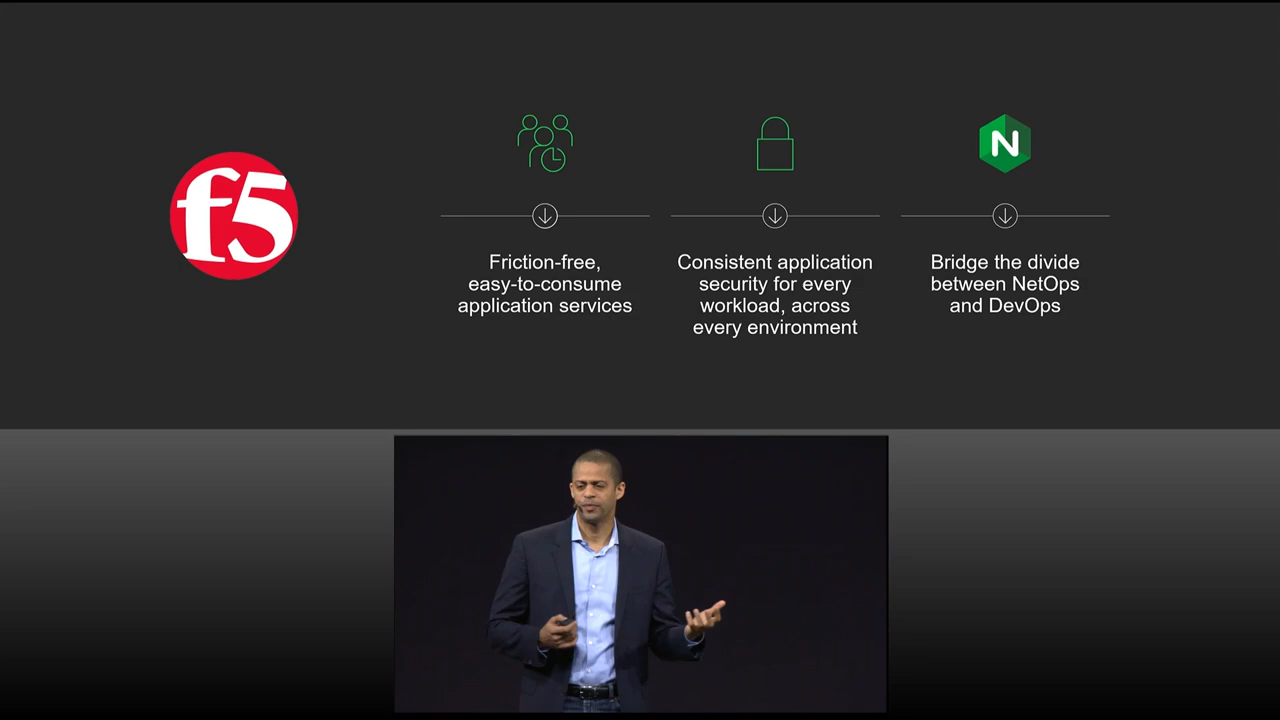 f5
N
Friction-free,
easy-to-consume
application services
Consistent application
security for every
workload, across
every environment
Bridge the divide
between NetOps
and DevOps